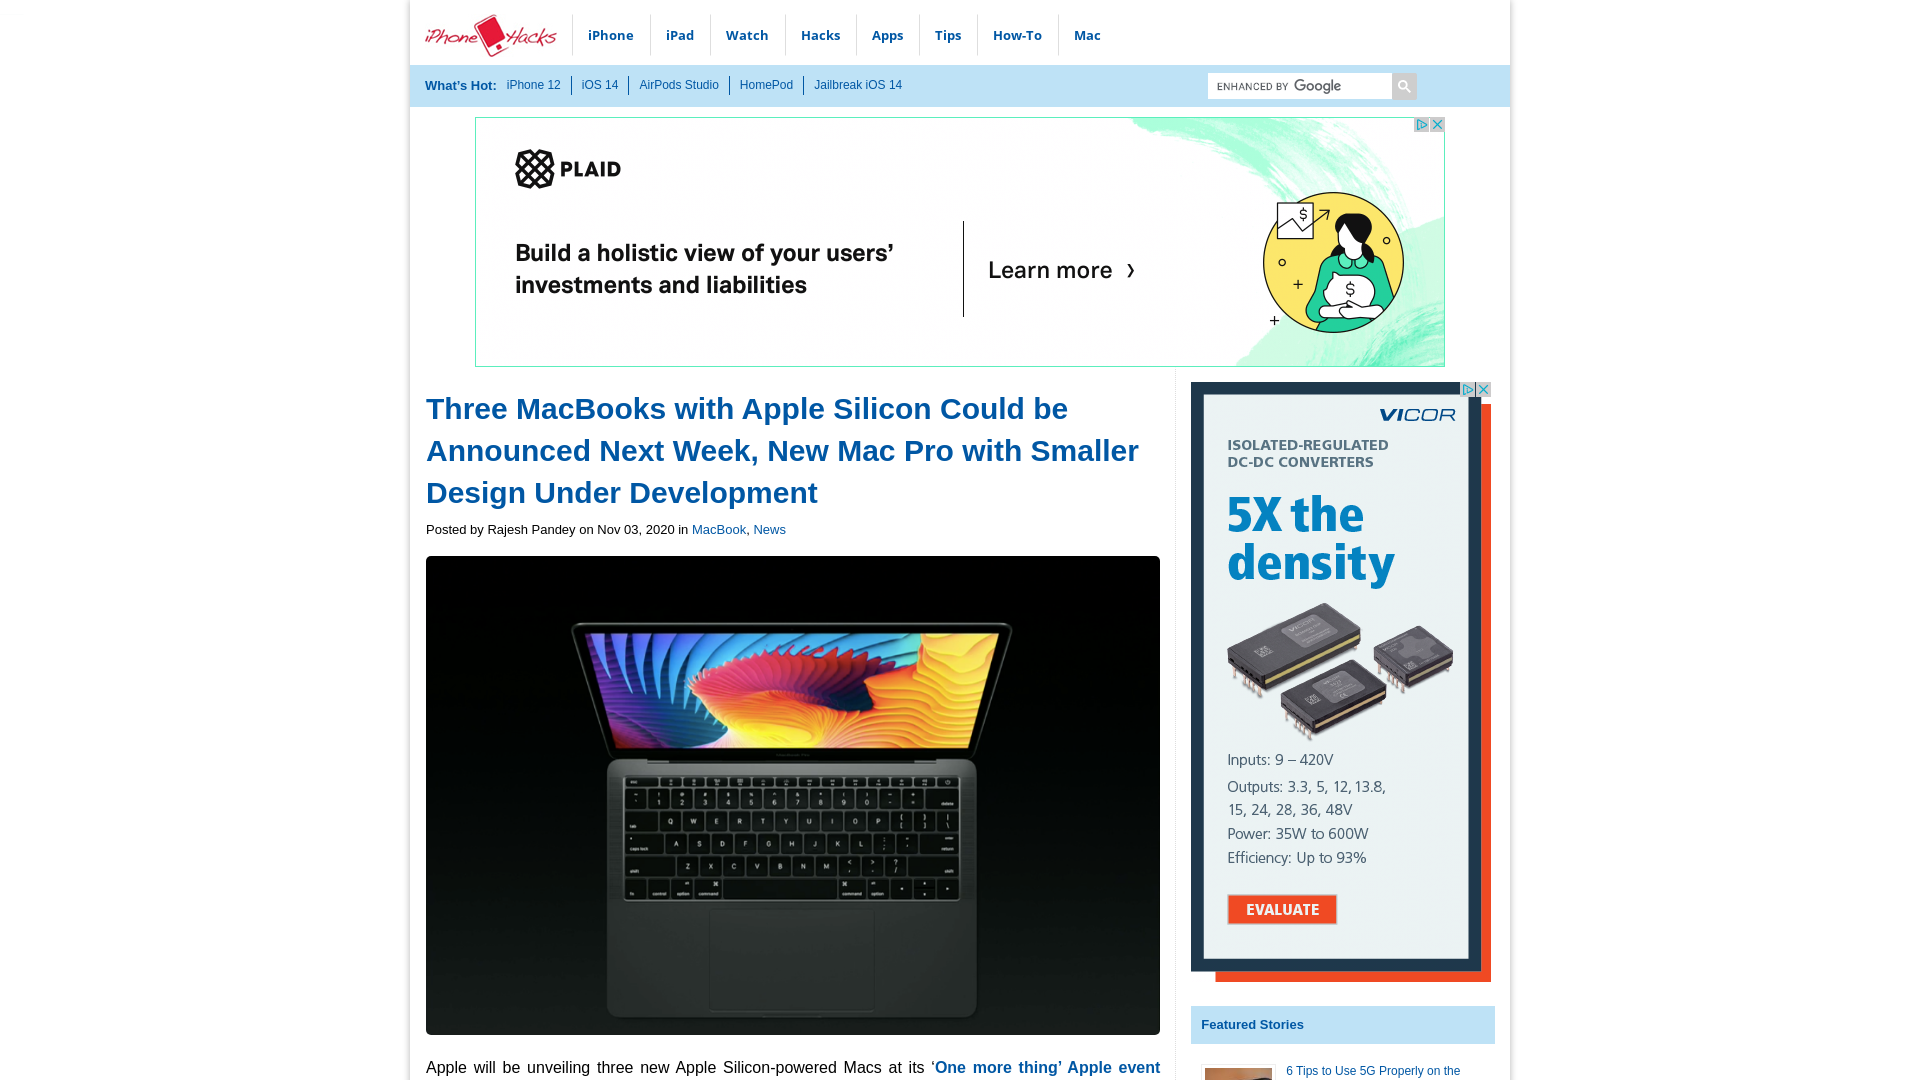 iPhone Hacks
iPhone
iPad
Watch
Hacks
Apps
Tips
How-To
Mac
What's Hot:
iPhone 12
iOS 14
AirPods Studio
HomePod
Jailbreak iOS 14
ENHANCED BY Google
PLAID
Build a holistic view of your users'
investments and liabilities
Learn more
Three MacBooks with Apple Silicon Could be
Announced Next Week, New Mac Pro with Smaller
Design Under Development
Posted by Rajesh Pandey on Nov 03, 2020 in MacBook, News
Apple will be unveiling three new Apple Silicon-powered Macs at its ‘One more thing’ Apple event
VICOR
ISOLATED-REGULATED
DC-DC CONVERTERS
5X the
density
Inputs: 9 – 420V
Outputs: 3.3, 5, 12, 13.8,
15, 24, 28, 36, 48V
Power: 35W to 600W
Efficiency: Up to 93%
EVALUATE
Featured Stories
6 Tips to Use 5G Properly on the